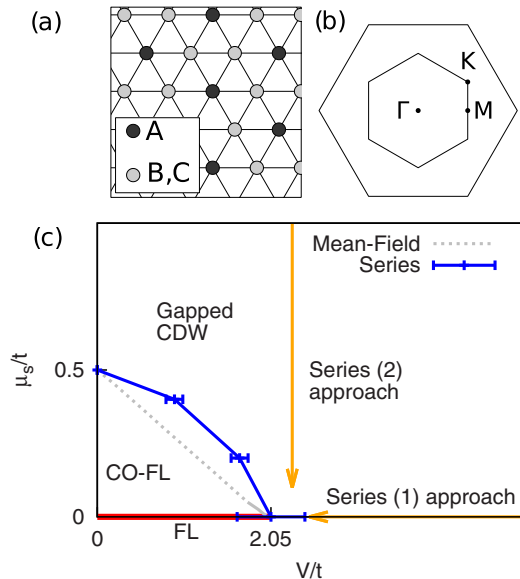 (a)
A
B,C
(b)
K
Γ
M
(c)
Mean-Field
Series
Gapped
CDW
μs/t
0.5
Series (2)
approach
CO-FL
Series (1) approach
0
FL
0
2.05
V/t